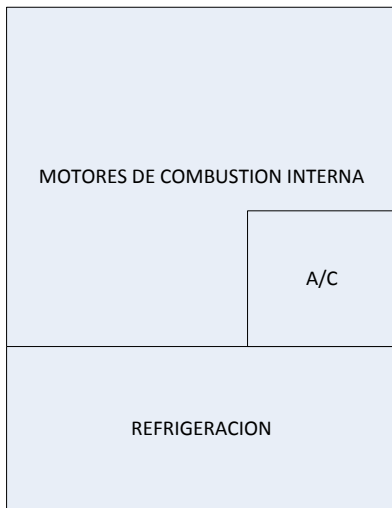 MOTORES DE COMBUSTION INTERNA
A/C
REFRIGERACION